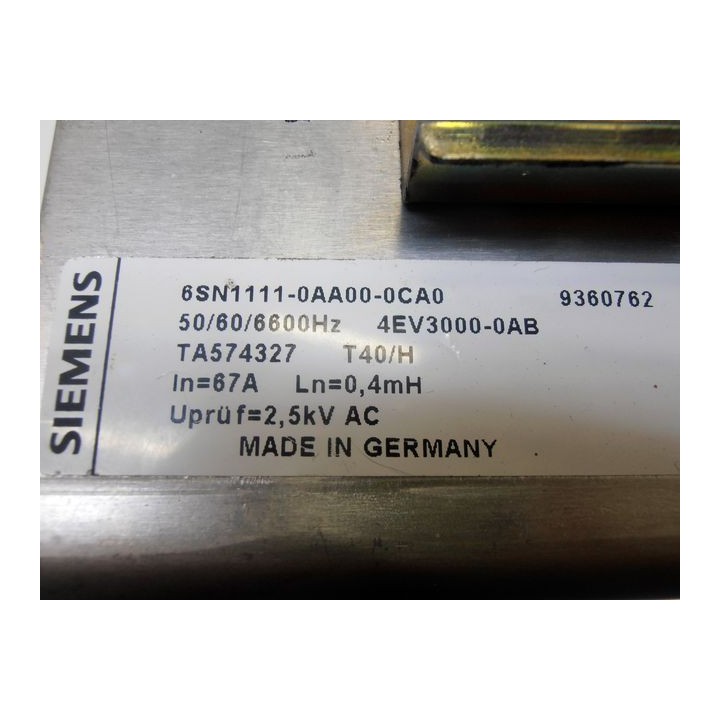 SIEMENS
6SN1111-0AA00-0CA0 9360762
50/60/6600Hz 4EV3000-0AB
TA574327 T40/H
In=67A Ln=0,4mH
Uprüf=2,5kV AC
MADE IN GERMANY